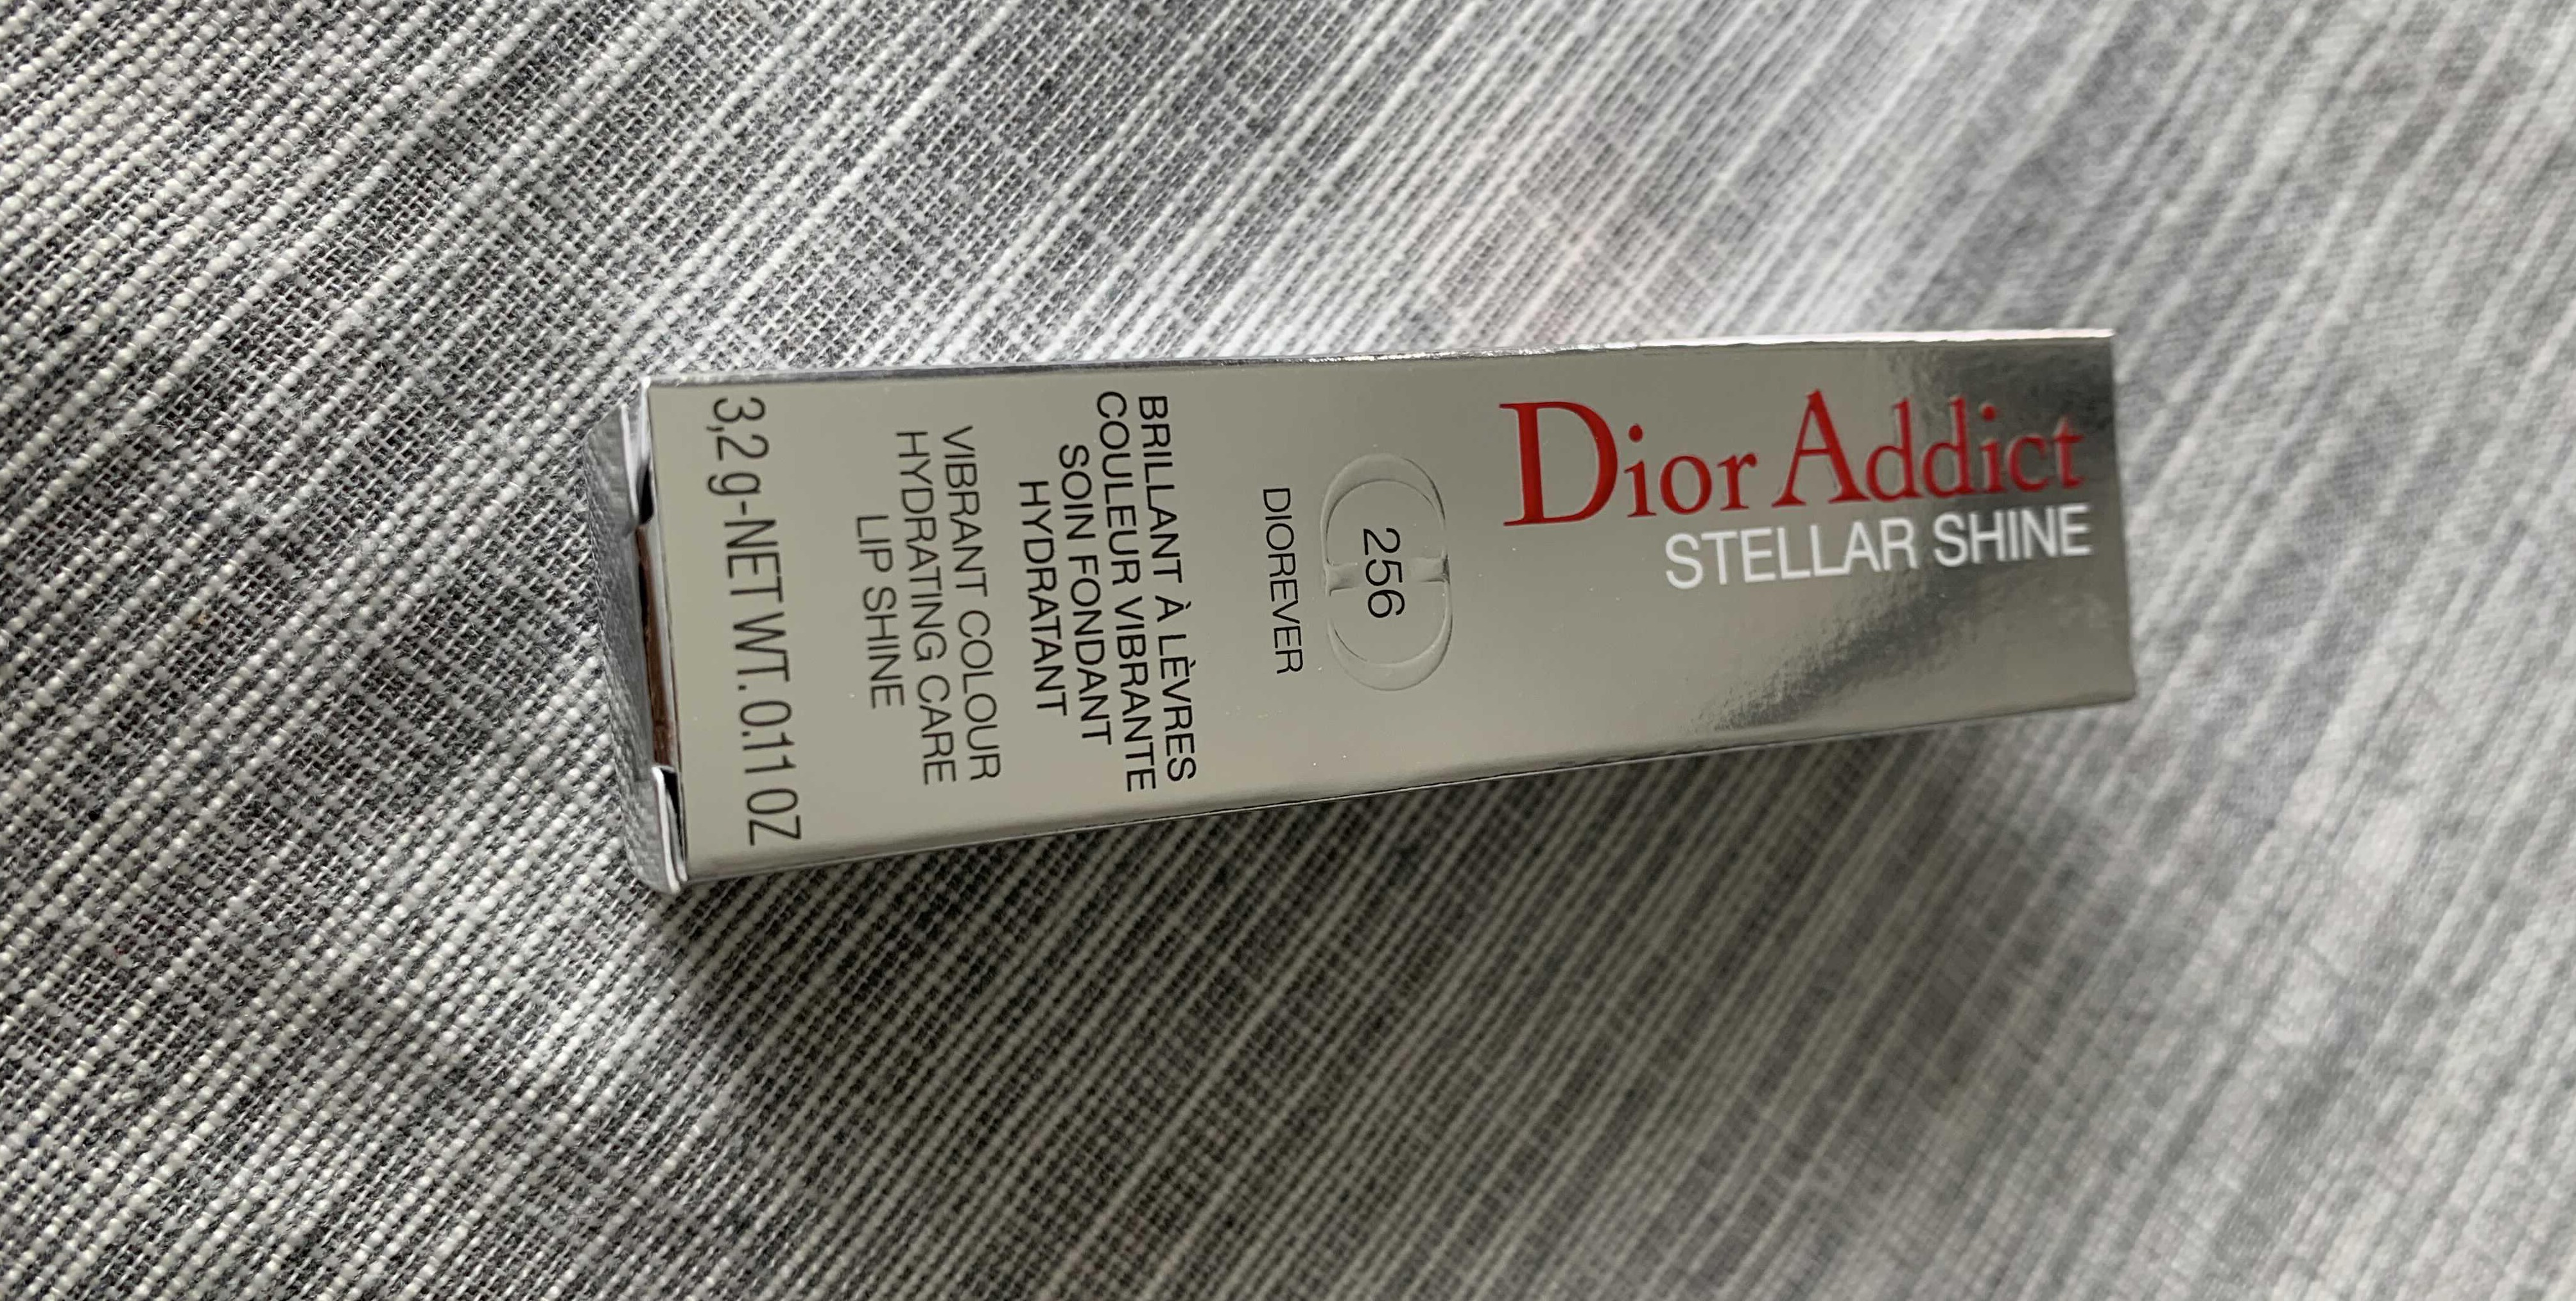 Dior Addict
STELLAR SHINE
256
DIOREVER
BRILLANT À LÈVRES
COULEUR VIBRANTE
SOIN FONDANT
HYDRATANT
VIBRANT COLOUR
HYDRATING CARE
LIP SHINE
3,2 g-NET WT. 0.11 OZ